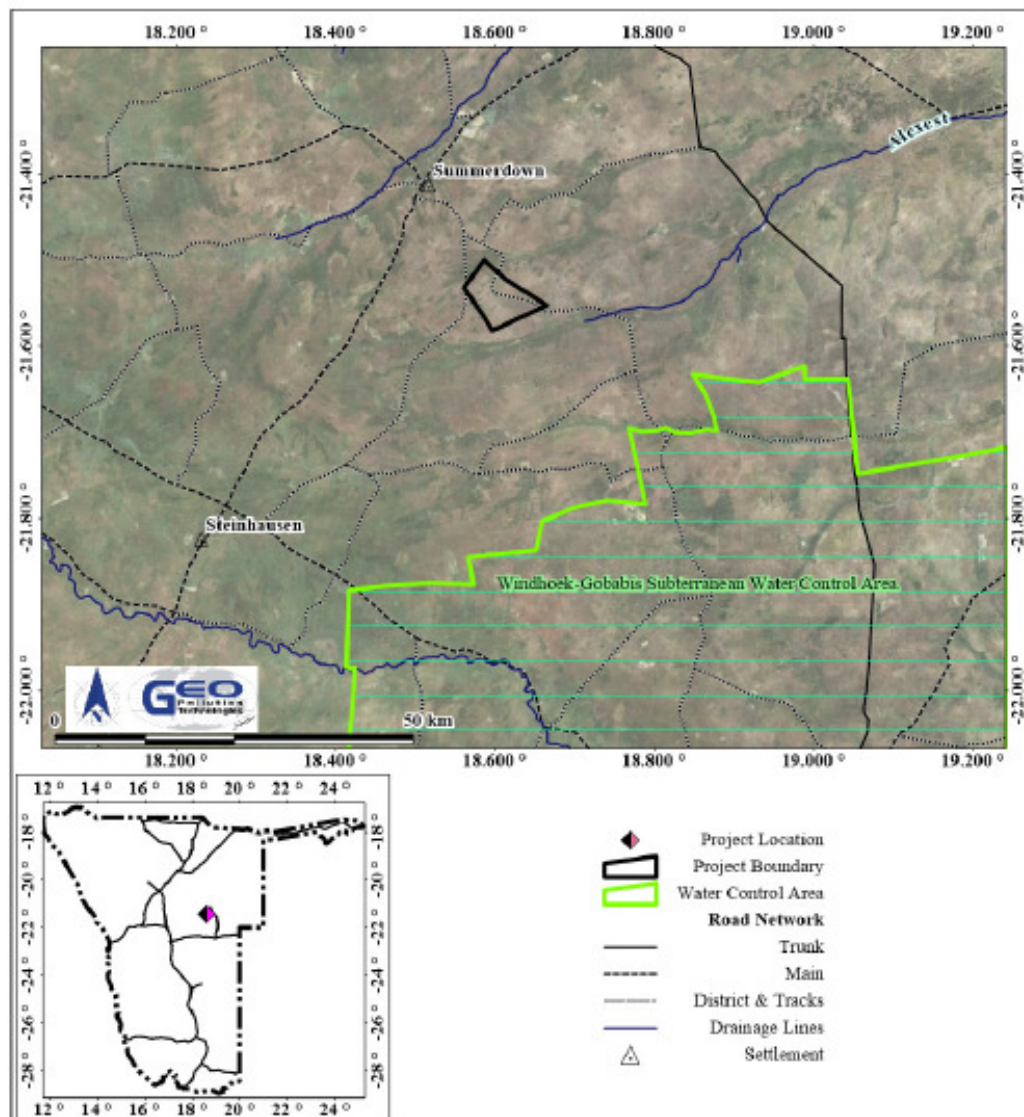 18.200 ° 18.400 ° 18.600 ° 18.800 ° 19.000 ° 19.200 °
-21.400 °
-21.600 °
-21.800 °
-22.000 °
Alexest
Summerdown
-21.400 °
-21.600 °
-21.800 °
-22.000 °
Steinhausen
Windhoek-Gobabis Subterranean Water Control Area
GEO
Pollution
Technologies
0 50 km
18.200 ° 18.400 ° 18.600 ° 18.800 ° 19.000 ° 19.200 °
12 ° 14 ° 16 ° 18 ° 20 ° 22 ° 24 °
-18 °
-20 °
-22 °
-24 °
-26 °
-28 °
-18 °
-20 °
-22 °
-24 °
-26 °
-28 °
12 ° 14 ° 16 ° 18 ° 20 ° 22 ° 24 °
Project Location
Project Boundary
Water Control Area
Road Network
Trunk
Main
District & Tracks
Drainage Lines
Settlement